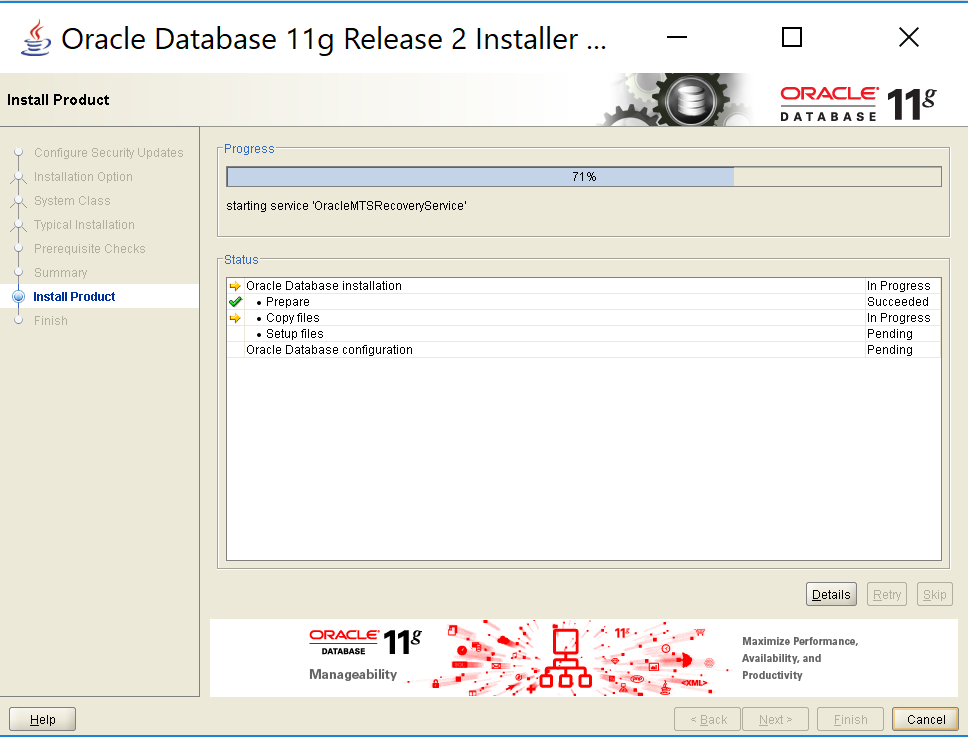 Oracle Database 11g Release 2 Installer ...
Install Product
ORACLE
DATABASE
11g
Configure Security Updates
Installation Option
System Class
Typical Installation
Prerequisite Checks
Summary
Install Product
Finish
Progress
71%
starting service 'OracleMTSRecoveryService'
Status
Oracle Database installation In Progress
• Prepare Succeeded
• Copy files In Progress
• Setup files Pending
Oracle Database configuration Pending
Details Retry Skip
ORACLE
DATABASE
11g
Manageability
11g
<XML>
Maximize Performance,
Availability, and
Productivity
Help < Back Next > Finish Cancel